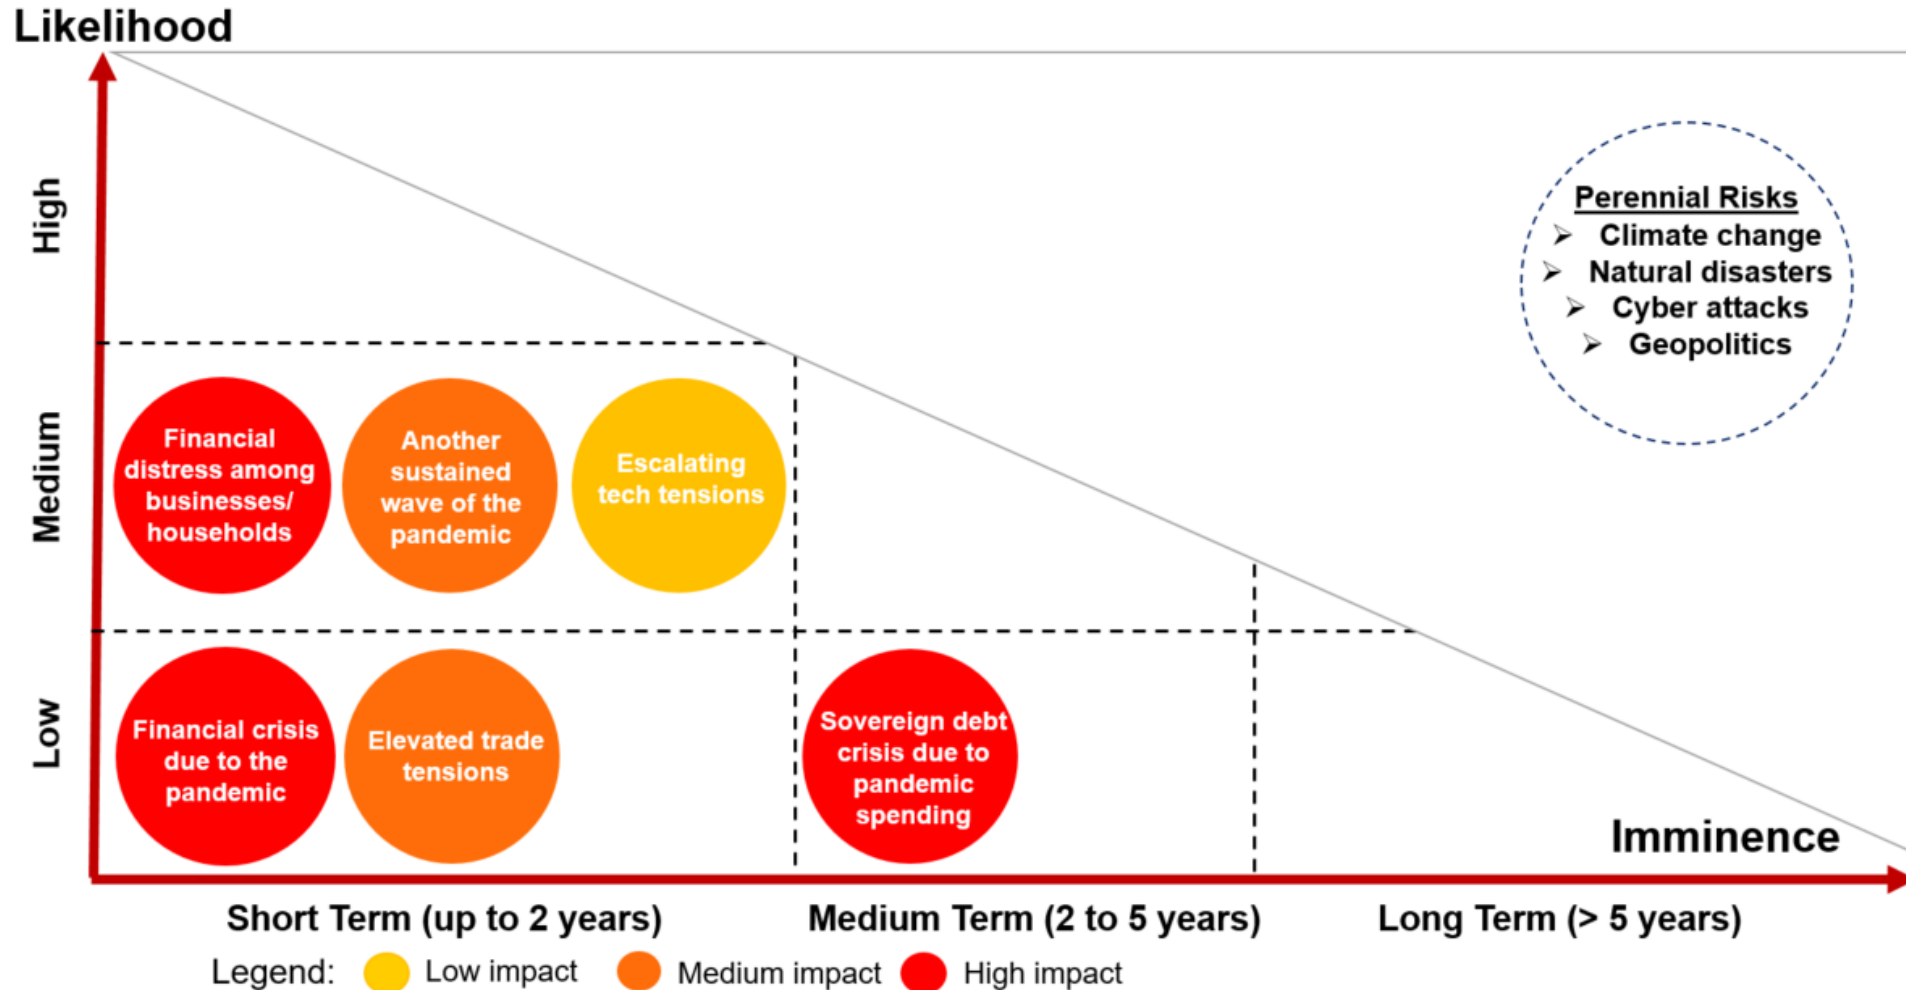 Likelihood
High
Medium
Low
Perennial Risks
➢ Climate change
➢ Natural disasters
➢ Cyber attacks
➢ Geopolitics
Financial
distress among
businesses/
households
Another
sustained
wave of the
pandemic
Escalating
tech tensions
Financial crisis
due to the
pandemic
Elevated trade
tensions
Sovereign debt
crisis due to
pandemic
spending
Imminence
Short Term (up to 2 years)
Medium Term (2 to 5 years)
Long Term (> 5 years)
Legend: Low impact Medium impact High impact